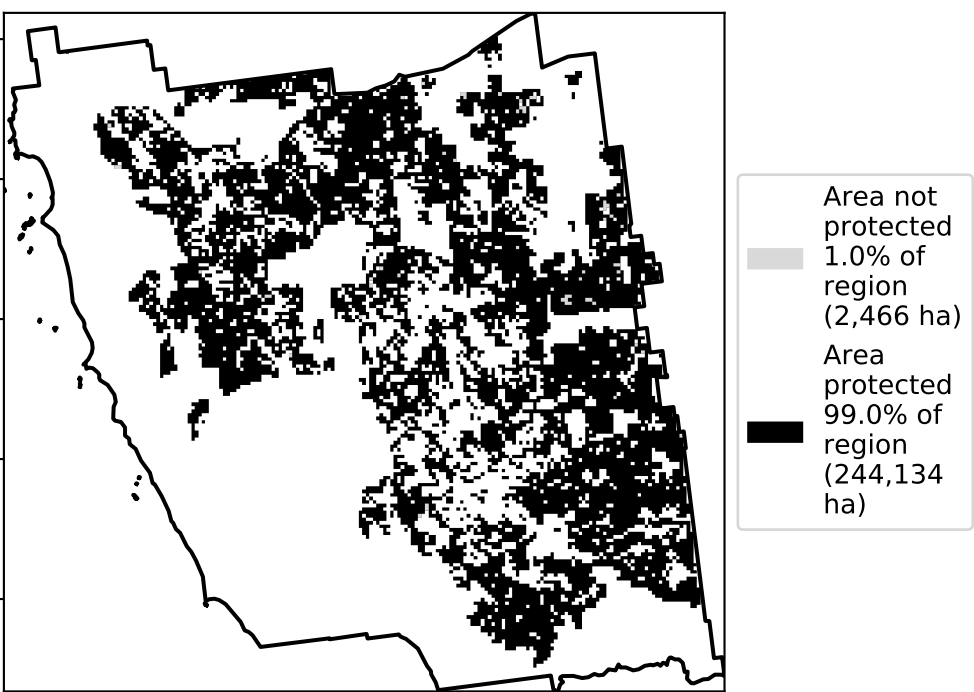 Area not
protected
1.0% of
region
(2,466 ha)
Area
protected
99.0% of
region
(244,134
ha)